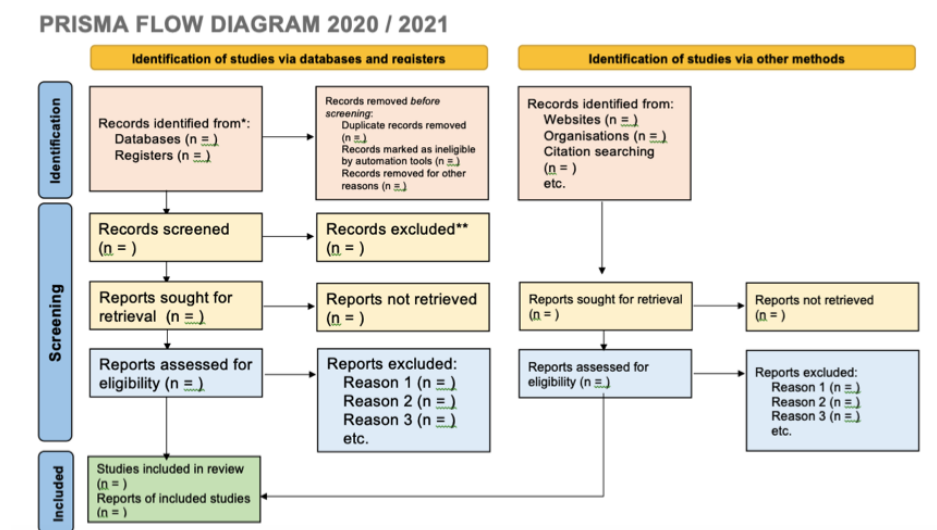 PRISMA FLOW DIAGRAM 2020 / 2021
Identification of studies via databases and registers
Identification of studies via other methods
Identification
Records identified from*:
Databases (n = )
Registers (n = )
Records removed before
screening:
Duplicate records removed
(n = )
Records marked as ineligible
by automation tools (n = )
Records removed for other
reasons (n = )
Records identified from:
Websites (n = )
Organisations (n = )
Citation searching
(n = )
etc.
Screening
Records screened
(n = )
Records excluded**
(n = )
Reports sought for
retrieval (n = )
Reports not retrieved
(n = )
Reports sought for retrieval
(n = )
Reports not retrieved
(n = )
Reports assessed for
eligibility (n = )
Reports excluded:
Reason 1 (n = )
Reason 2 (n = )
Reason 3 (n = )
etc.
Reports assessed for
eligibility (n = )
Reports excluded:
Reason 1 (n = )
Reason 2 (n = )
Reason 3 (n = )
etc.
Included
Studies included in review
(n = )
Reports of included studies
(n = )